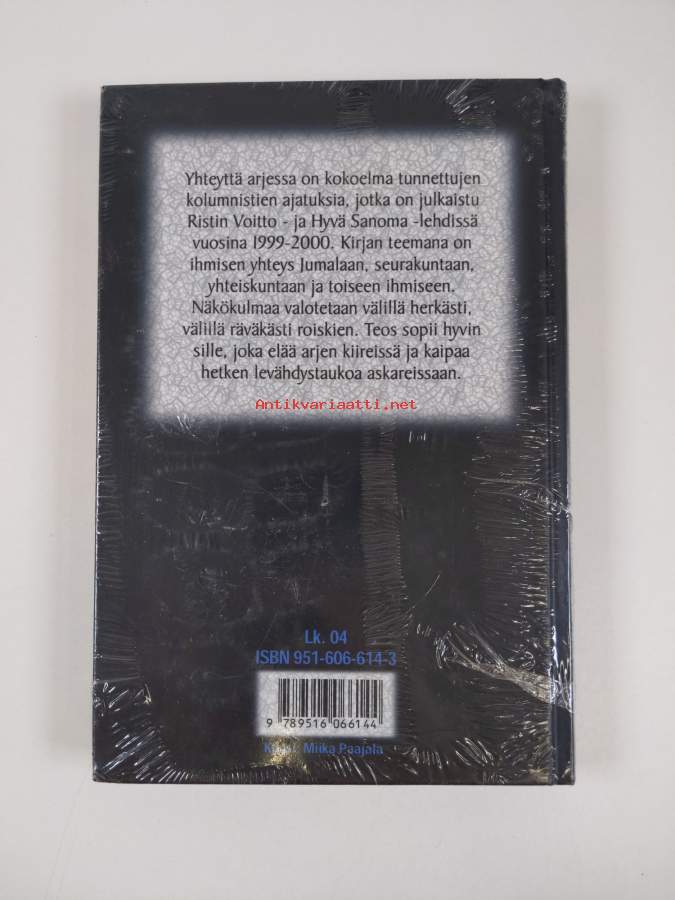 Yhteyttä arjessa on kokoelma tunnettujen
kolumnistien ajatuksia, jotka on julkaistu
Ristin Voitto - ja Hyvä Sanoma -lehdissä
vuosina 1999-2000. Kirjan teemana on
ihmisen yhteys Jumalaan, seurakuntaan,
yhteiskuntaan ja toiseen ihmiseen.
Näkökulmaa valotetaan välillä herkästi,
välillä räväkästi roiskien. Teos sopii hyvin
sille, joka elää arjen kiireissä ja kaipaa
hetken levähdystaukoa askareissaan.
Antikvariaatti.net
Lk. 04
ISBN 951-606-614-3
9 789516 066144
Miika Paajala